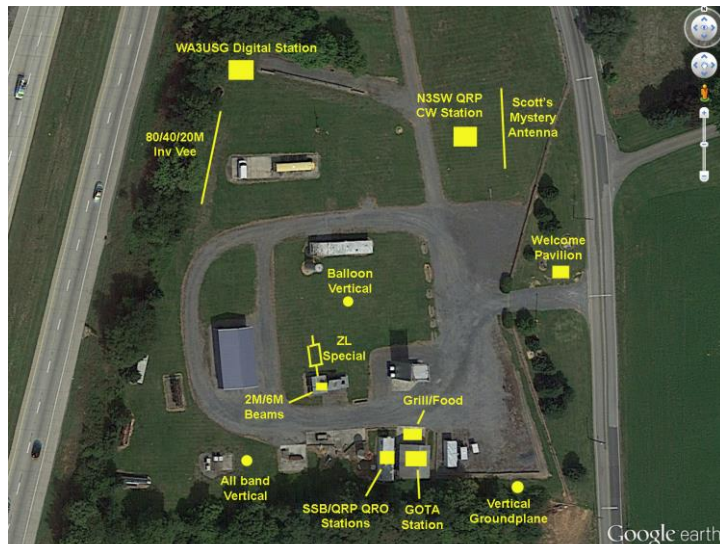 WA3USG Digital Station
N3SW QRP
CW Station
Scott's
Mystery
Antenna
80/40/20M
Inv Vee
Welcome
Pavilion
Balloon
Vertical
ZL
Special
2M/6M
Beams
Grill/Food
All band
Vertical
SSB/QRP QRO
Stations
GOTA
Station
Vertical
Groundplane
Google earth